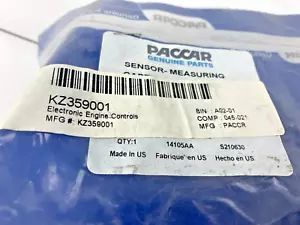 PACCAR
GENUINE PARTS
SENSOR- MEASURING
KZ359001
Electronic Engine Controls
MFG #: KZ359001
BIN : A02-01
COMP : 045-021
MFG : PACCR
QTY:1 14105AA S210630
Made in US Fabrique' en US Hecho en US